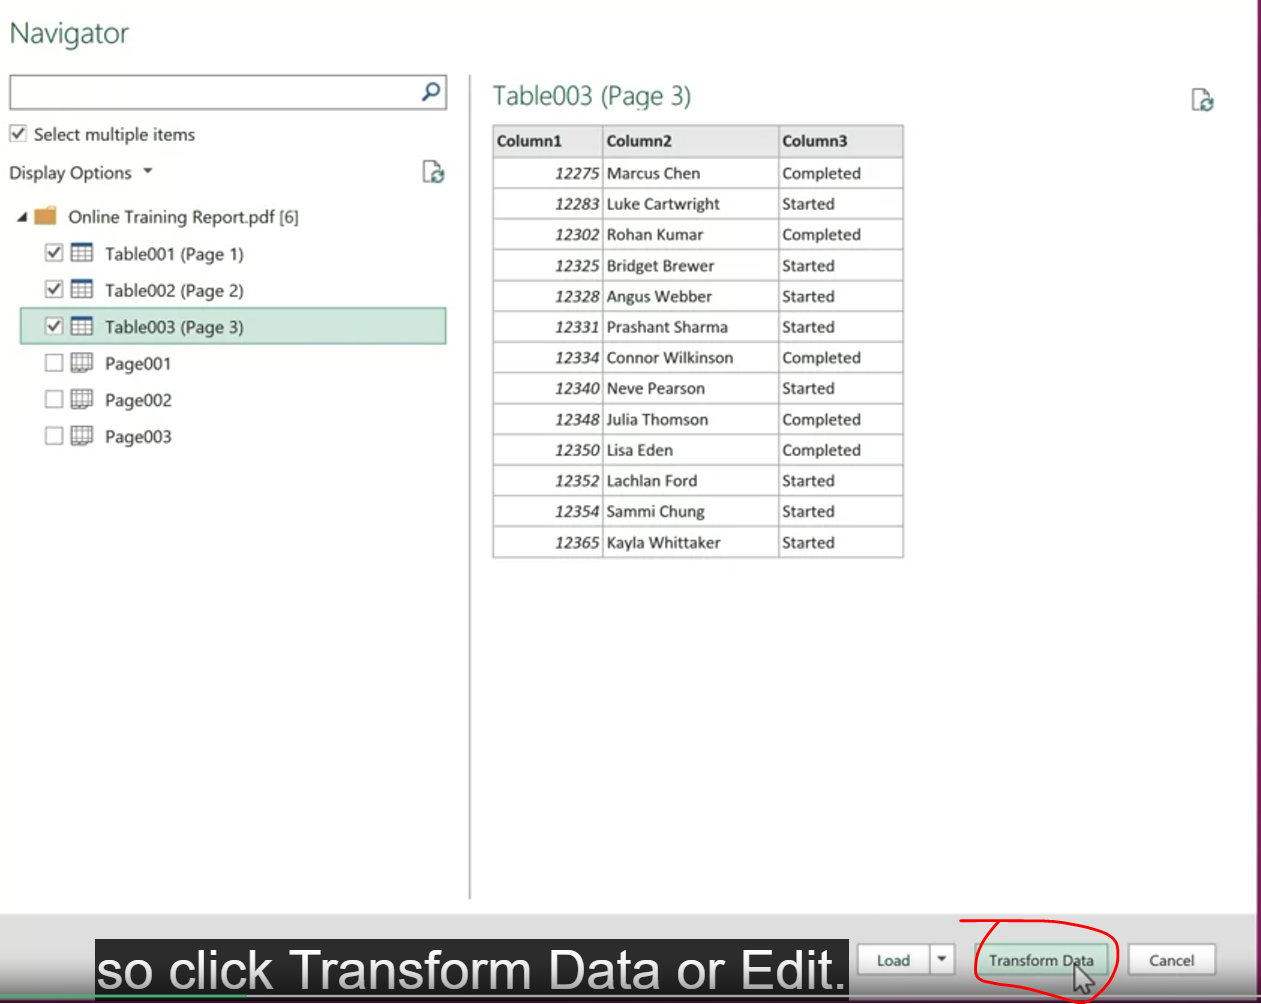 Navigator
Select multiple items
Display Options
Online Training Report.pdf [6]
Table001 (Page 1)
Table002 (Page 2)
Table003 (Page 3)
Page001
Page002
Page003
Table003 (Page 3)
Column1 Column2 Column3
12275 Marcus Chen Completed
12283 Luke Cartwright Started
12302 Rohan Kumar Completed
12325 Bridget Brewer Started
12328 Angus Webber Started
12331 Prashant Sharma Started
12334 Connor Wilkinson Completed
12340 Neve Pearson Started
12348 Julia Thomson Completed
12350 Lisa Eden Completed
12352 Lachlan Ford Started
12354 Sammi Chung Started
12365 Kayla Whittaker Started
so click Transform Data or Edit.
Load Transform Data Cancel